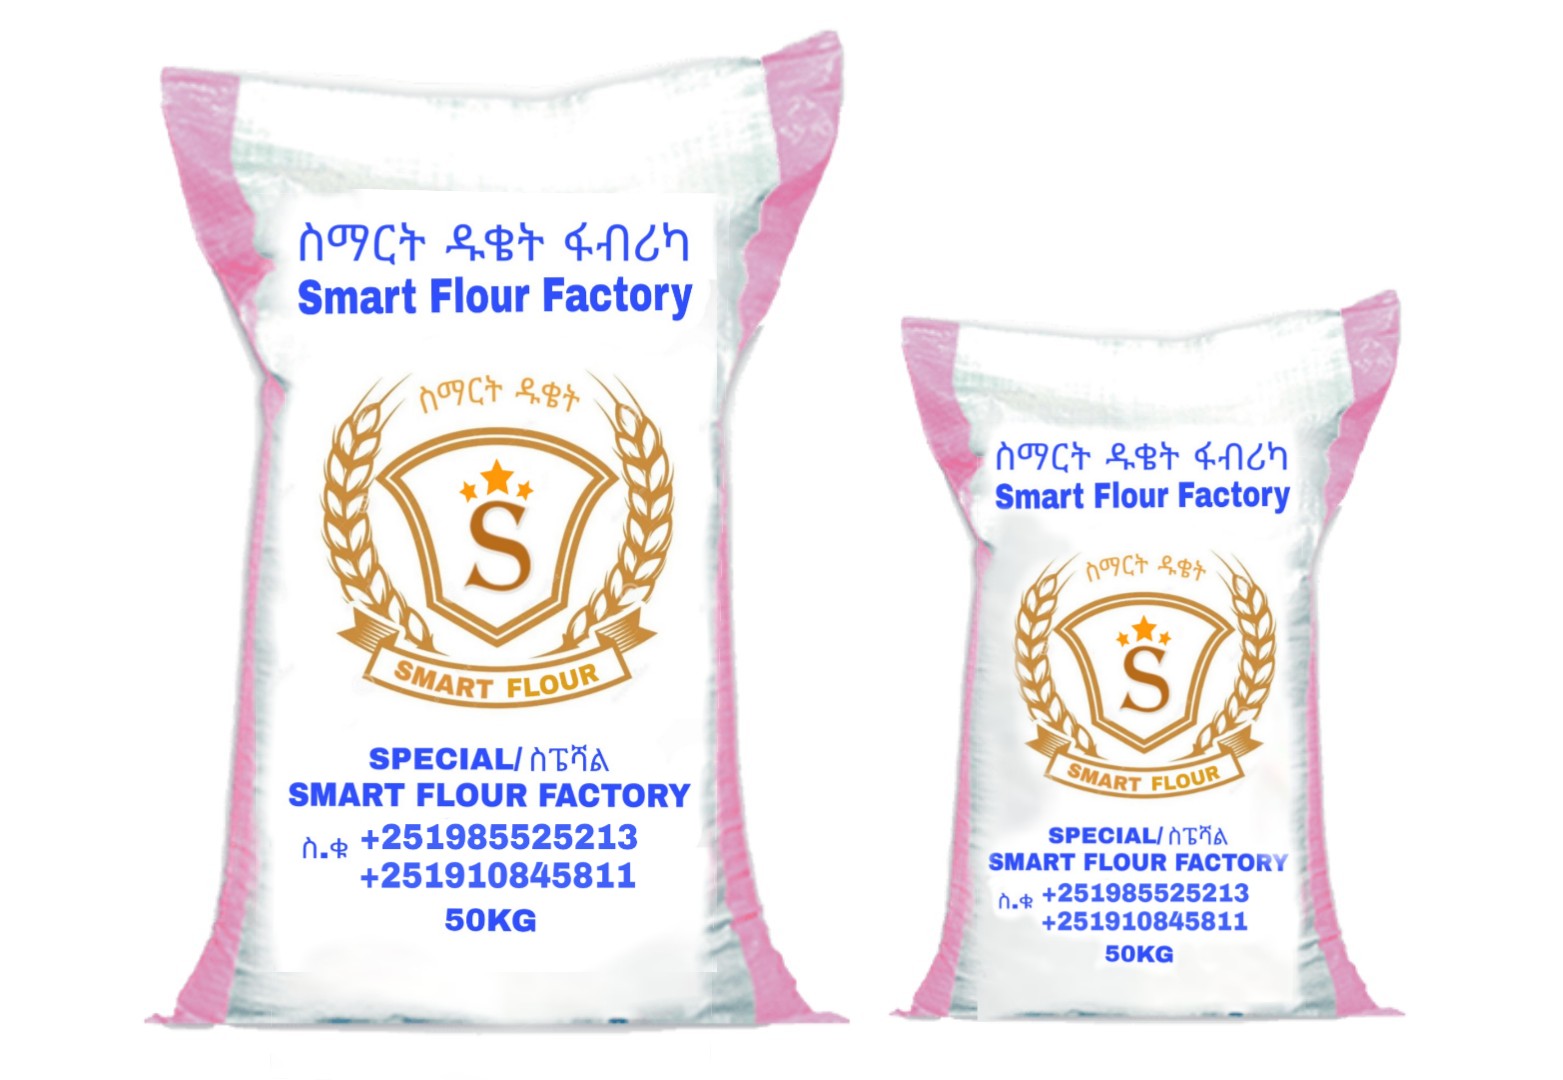 ስማርት ዱቄት ፋብሪካ
Smart Flour Factory
ስማርት ዱቄት
S
SMART FLOUR
SPECIAL/ ስፔሻል
SMART FLOUR FACTORY
ስ.ቁ +251985525213
+251910845811
50KG
ስማርት ዱቄት ፋብሪካ
Smart Flour Factory
ስማርት ዱቄት
S
SMART FLOUR
SPECIAL/ ስፔሻል
SMART FLOUR FACTORY
ስ.ቁ +251985525213
+251910845811
50KG